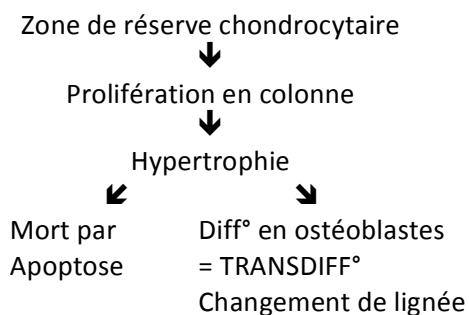 Zone de réserve chondrocytaire
Prolifération en colonne
Hypertrophie
Mort par
Apoptose
Diff° en ostéoblastes
= TRANSDIFF°
Changement de lignée